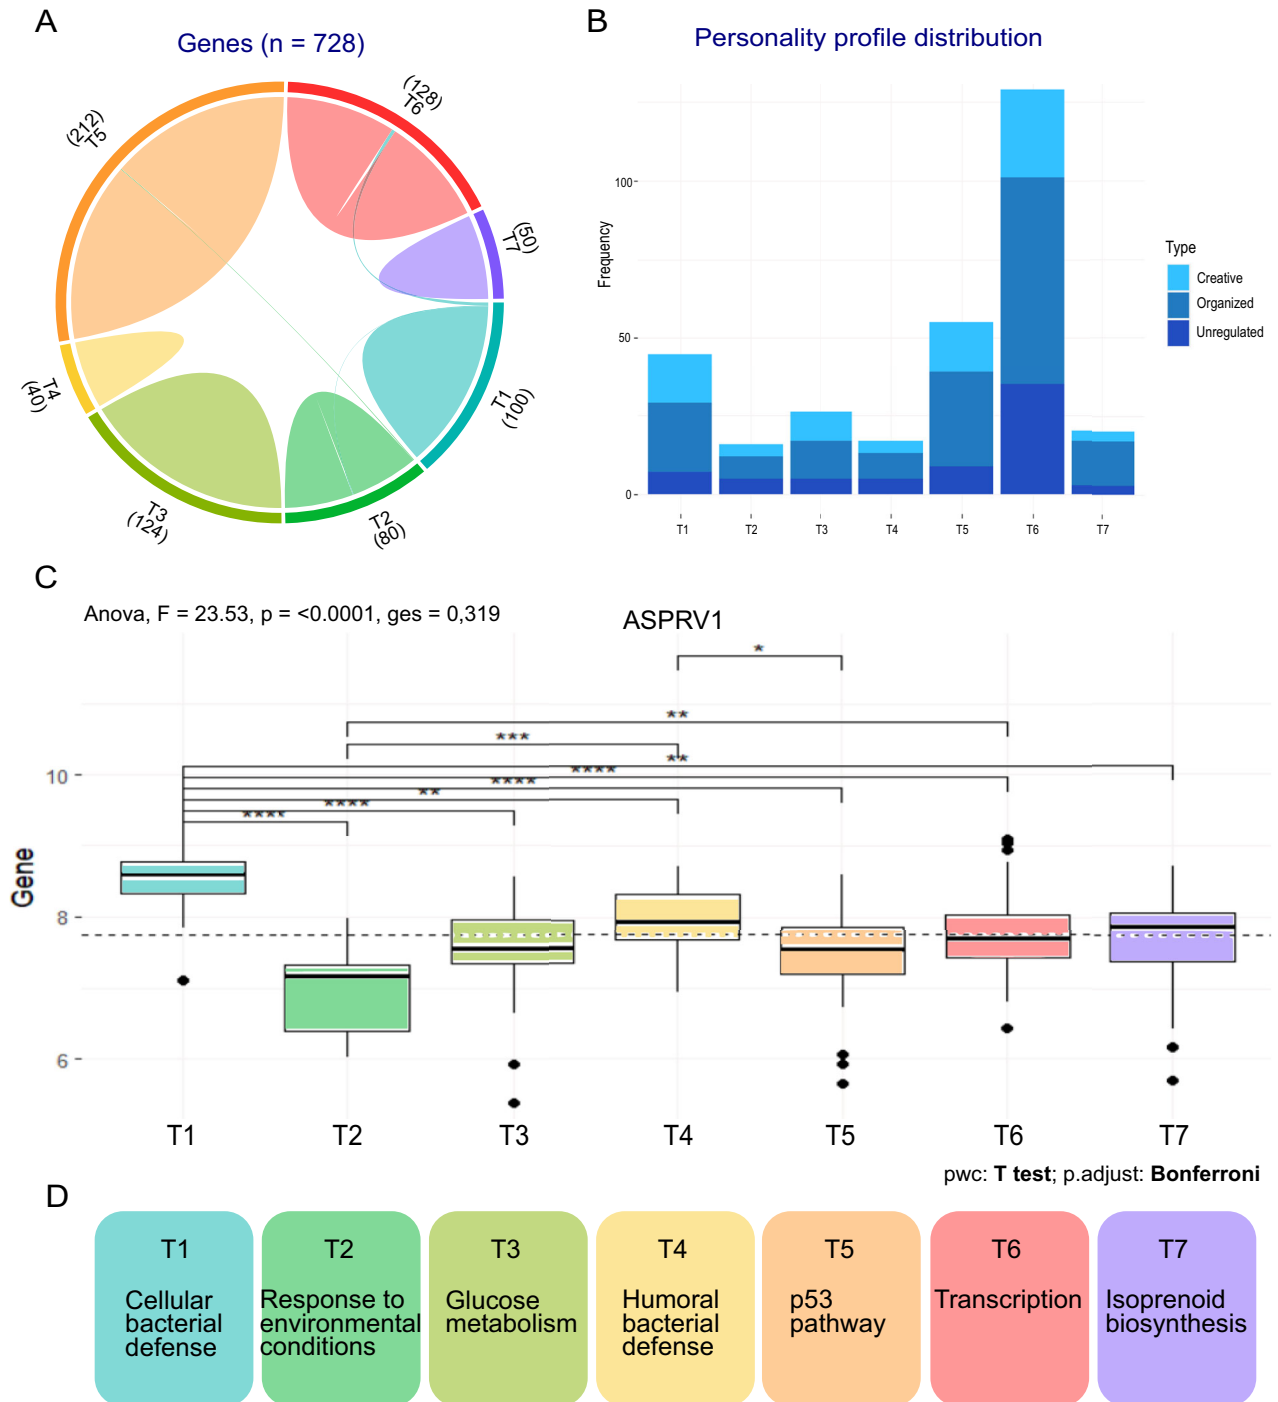 A
Genes (n = 728)
(128)
T6
(212)
T5
(50)
T7
T4
(40)
T1
(100)
T3
(124)
T2
(80)
B
Personality profile distribution
Frequency
100
50
0
T1 T2 T3 T4 T5 T6 T7
Type
Creative
Organized
Unregulated
C
Anova, F = 23.53, p = <0.0001, ges = 0,319
ASPRV1
*
**
***
**
****
****
**
****
****
Gene
10
8
6
T1 T2 T3 T4 T5 T6 T7
pwc: T test; p.adjust: Bonferroni
D
T1
Cellular
bacterial
defense
T2
Response to
environmental
conditions
T3
Glucose
metabolism
T4
Humoral
bacterial
defense
T5
p53
pathway
T6
Transcription
T7
Isoprenoid
biosynthesis